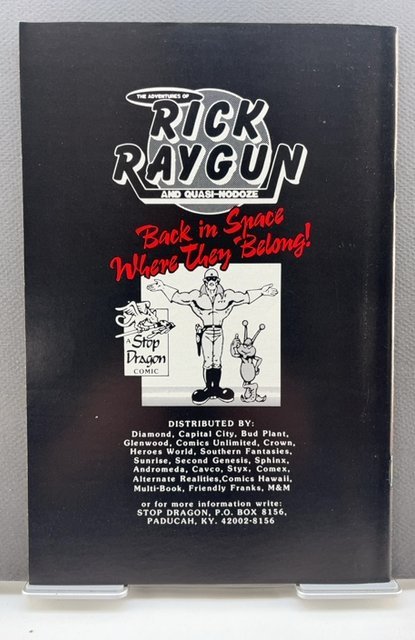 THE ADVENTURES OF
RICK
RAYGUN
AND QUASI-NODOZE
Back in Space
Where They Belong!
A
Stop
Dragon
COMIC
DISTRIBUTED BY:
Diamond, Capital City, Bud Plant,
Glenwood, Comics Unlimited, Crown,
Heroes World, Southern Fantasies,
Sunrise, Second Genesis, Sphinx,
Andromeda, Cavco, Styx, Comex,
Alternate Realities,Comics Hawaii,
Multi-Book, Friendly Franks, M&M
or for more information write:
STOP DRAGON, P.O. BOX 8156,
PADUCAH, KY. 42002-8156